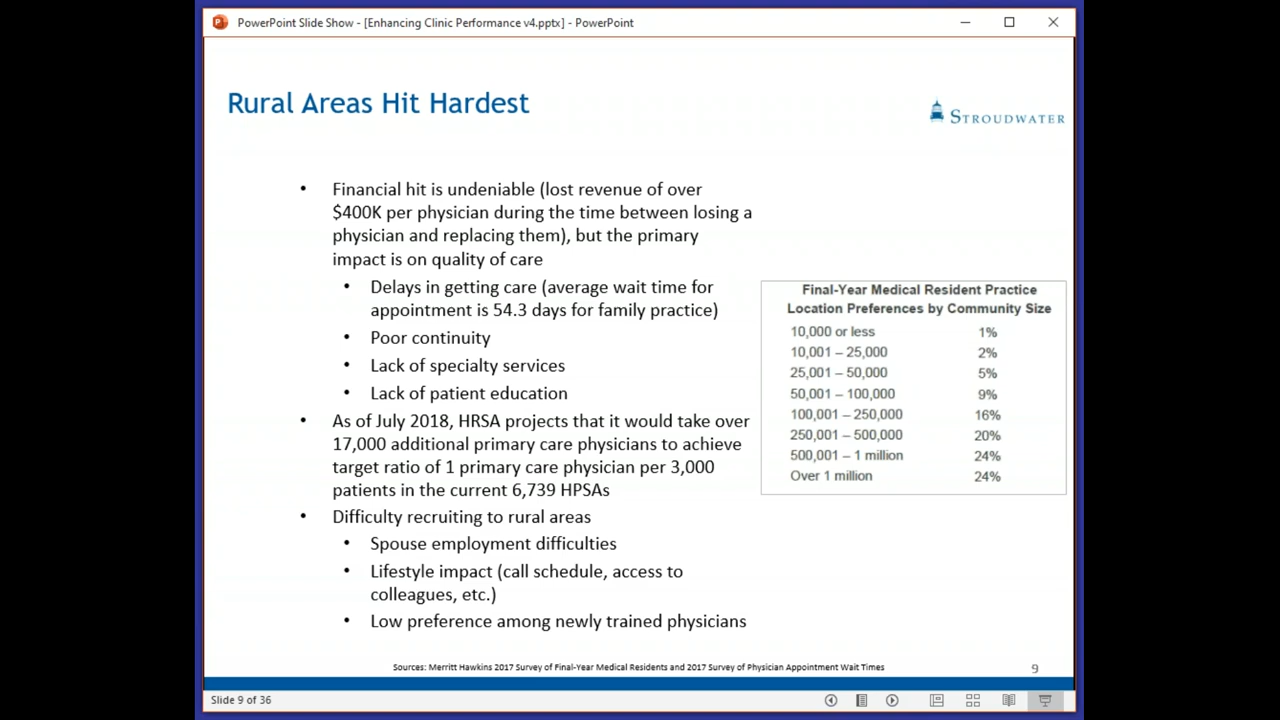 PowerPoint Slide Show - [Enhancing Clinic Performance v4.pptx] - PowerPoint
Rural Areas Hit Hardest
STROUDWATER
• Financial hit is undeniable (lost revenue of over
$400K per physician during the time between losing a
physician and replacing them), but the primary
impact is on quality of care
• Delays in getting care (average wait time for
appointment is 54.3 days for family practice)
• Poor continuity
• Lack of specialty services
• Lack of patient education
• As of July 2018, HRSA projects that it would take over
17,000 additional primary care physicians to achieve
target ratio of 1 primary care physician per 3,000
patients in the current 6,739 HPSAs
• Difficulty recruiting to rural areas
• Spouse employment difficulties
• Lifestyle impact (call schedule, access to
colleagues, etc.)
• Low preference among newly trained physicians
Final-Year Medical Resident Practice
Location Preferences by Community Size
10,000 or less 1%
10,001 – 25,000 2%
25,001 – 50,000 5%
50,001 – 100,000 9%
100,001 – 250,000 16%
250,001 – 500,000 20%
500,001 – 1 million 24%
Over 1 million 24%
Sources: Merritt Hawkins 2017 Survey of Final-Year Medical Residents and 2017 Survey of Physician Appointment Wait Times
9
Slide 9 of 36